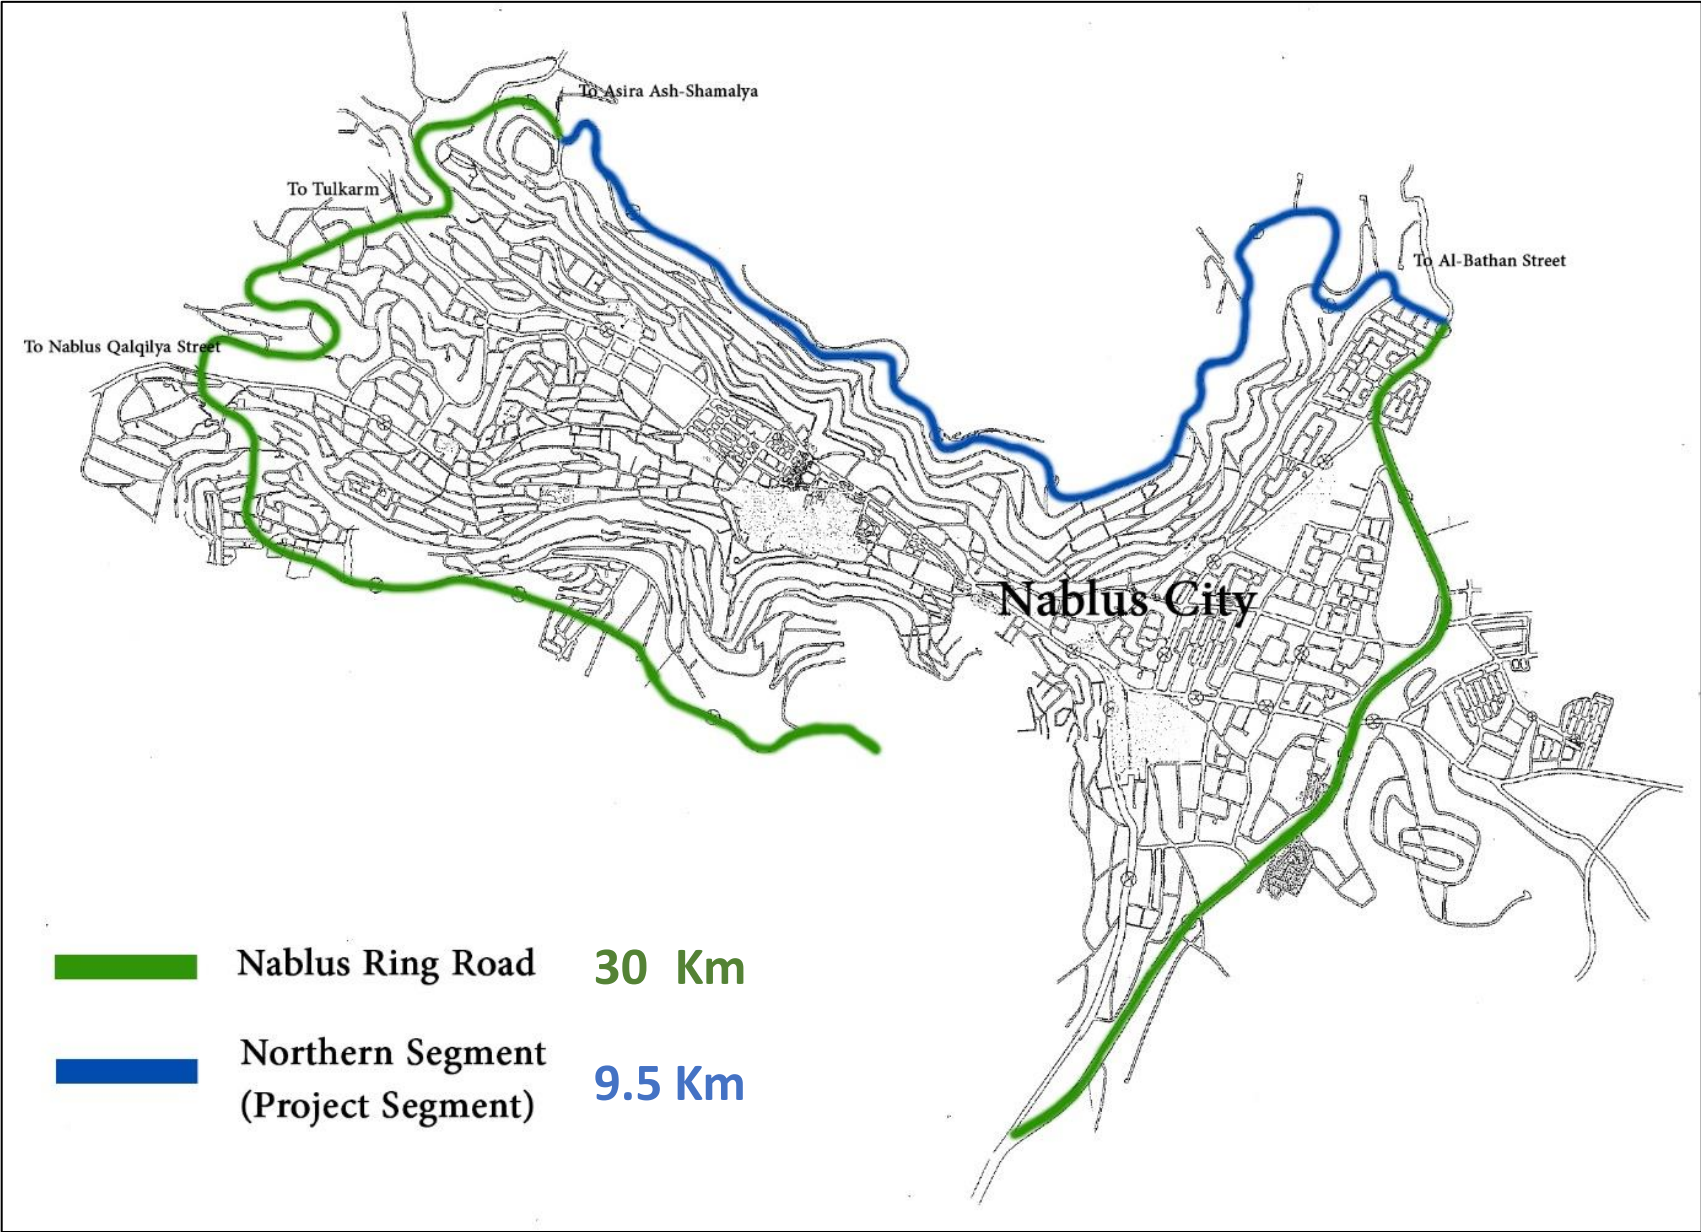 To Asira Ash-Shamalya
To Tulkarm
To Al-Bathan Street
To Nablus Qalqilya Street
Nablus City
Nablus Ring Road 30 Km
Northern Segment
(Project Segment) 9.5 Km